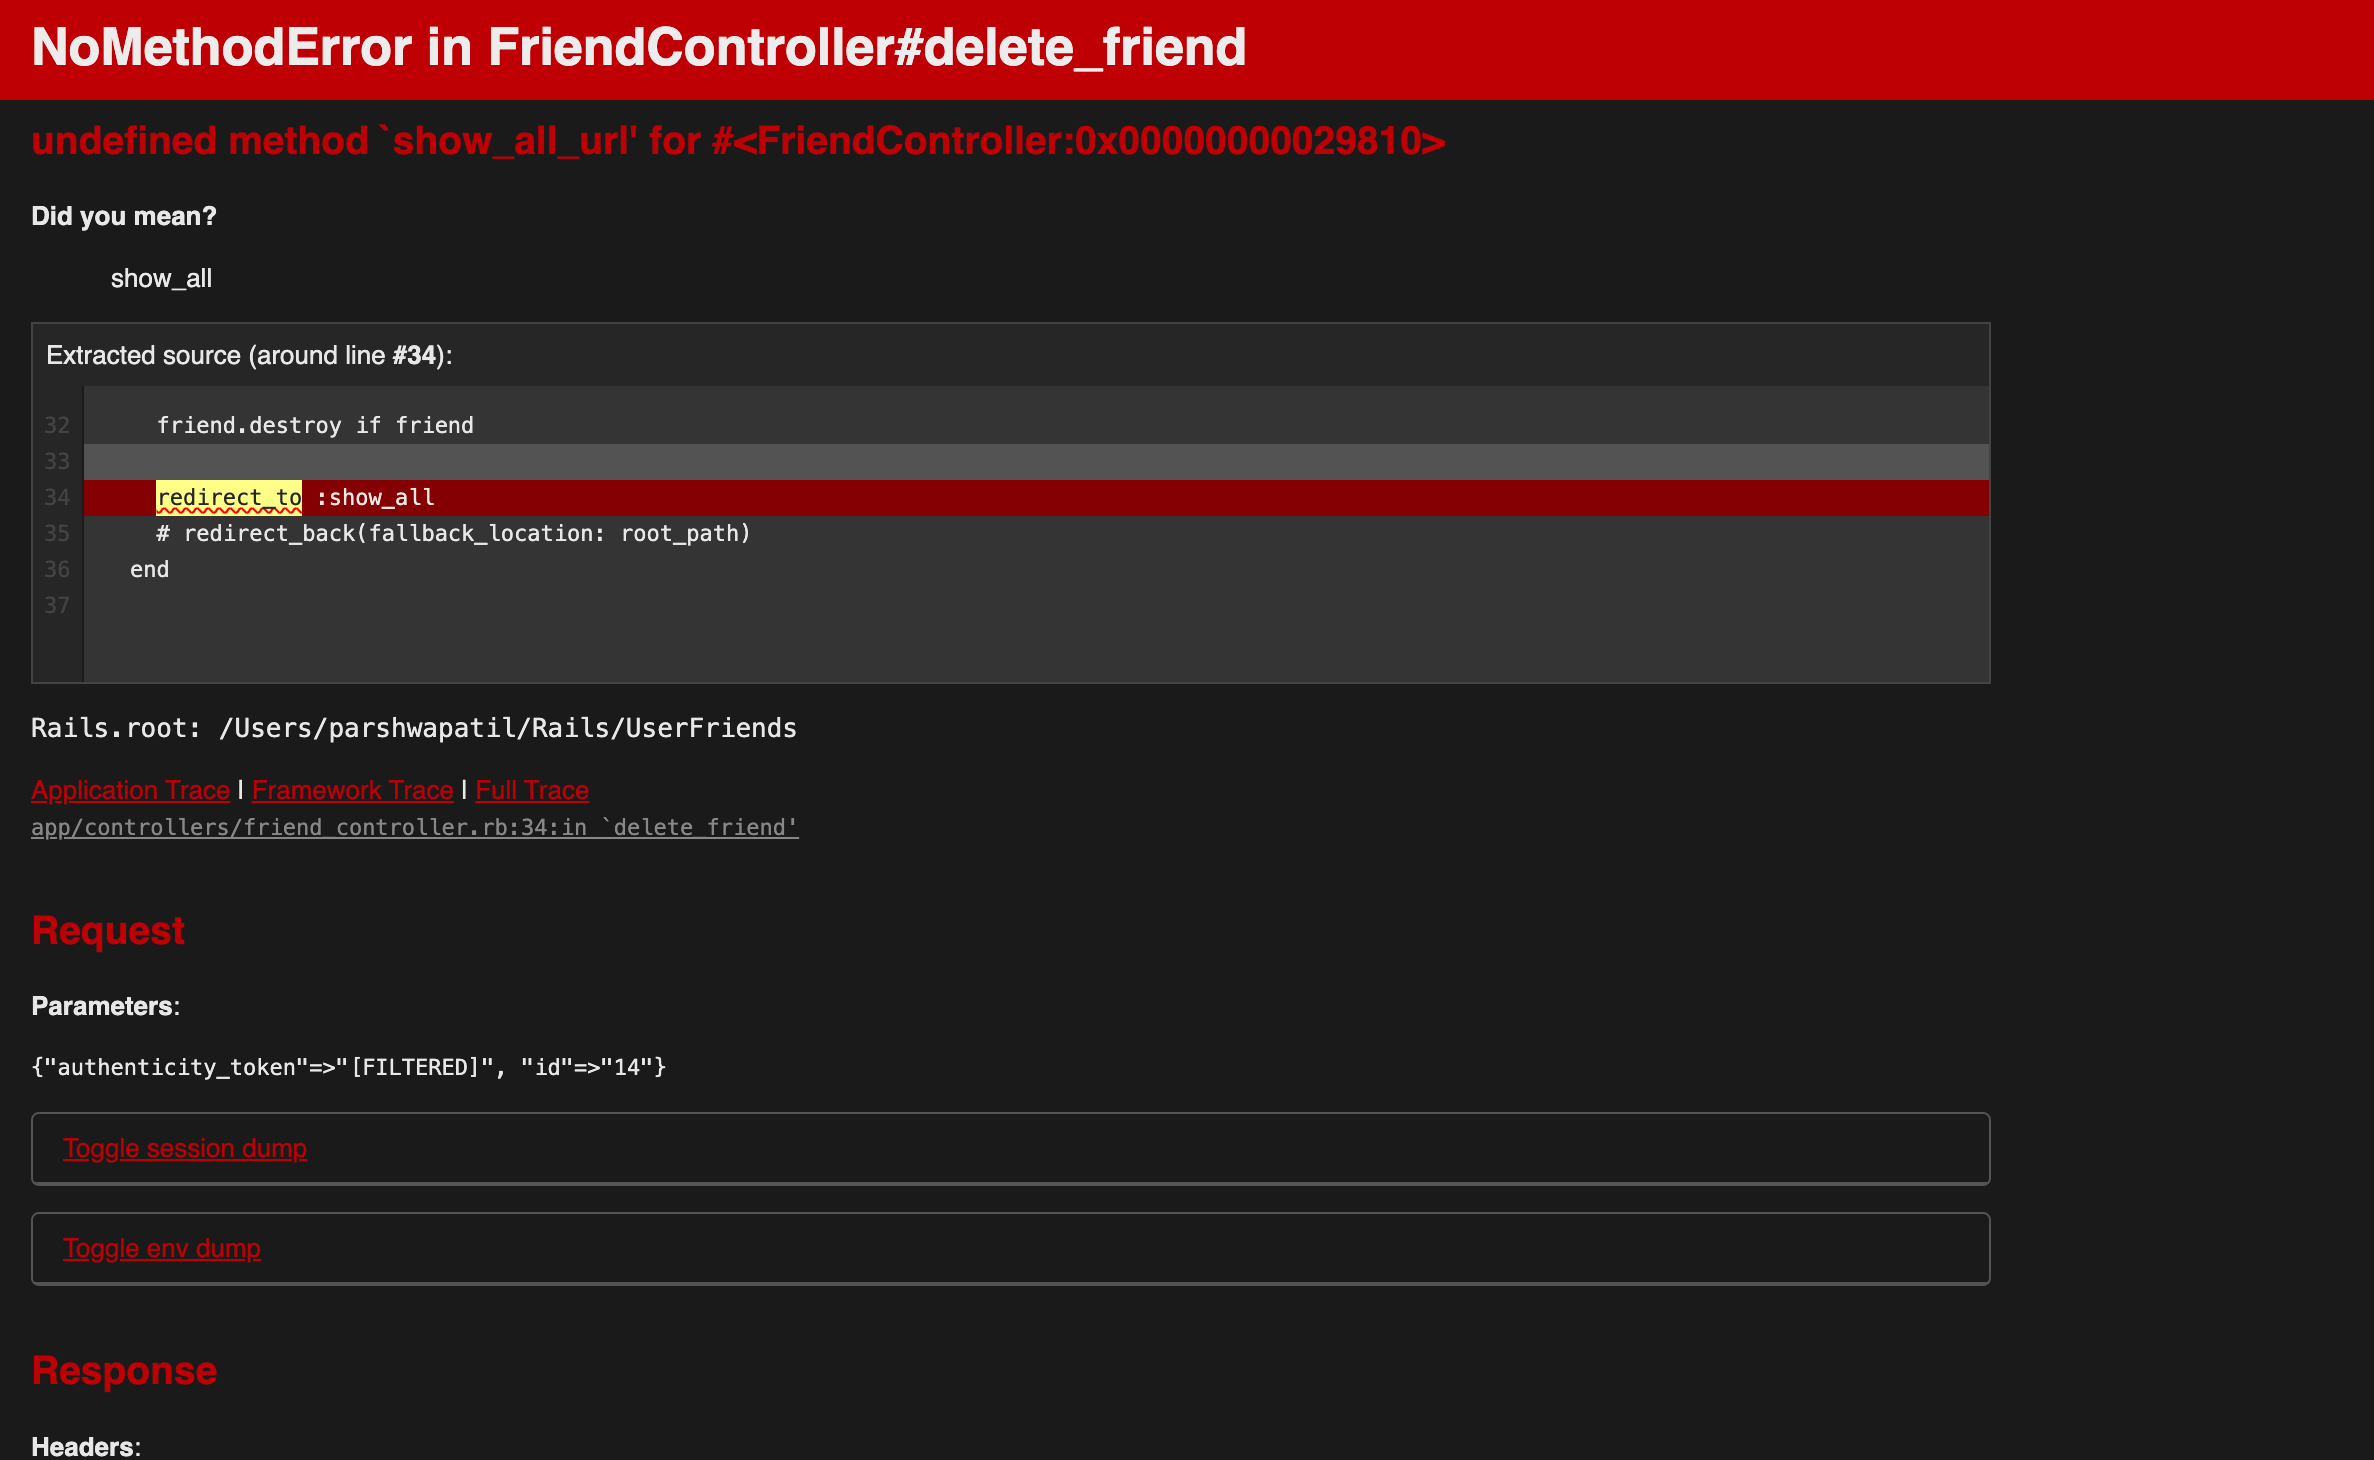 NoMethodError in FriendController#delete_friend
undefined method `show_all_url' for #<FriendController:0x00000000029810>
Did you mean?
show_all
Extracted source (around line #34):
32 friend.destroy if friend
33
34 redirect_to :show_all
35 # redirect_back(fallback_location: root_path)
36 end
37
Rails.root: /Users/parshwapatil/Rails/UserFriends
Application Trace | Framework Trace | Full Trace
app/controllers/friend_controller.rb:34:in `delete_friend'
Request
Parameters:
{"authenticity_token"=>"[FILTERED]", "id"=>"14"}
Toggle session dump
Toggle env dump
Response
Headers: